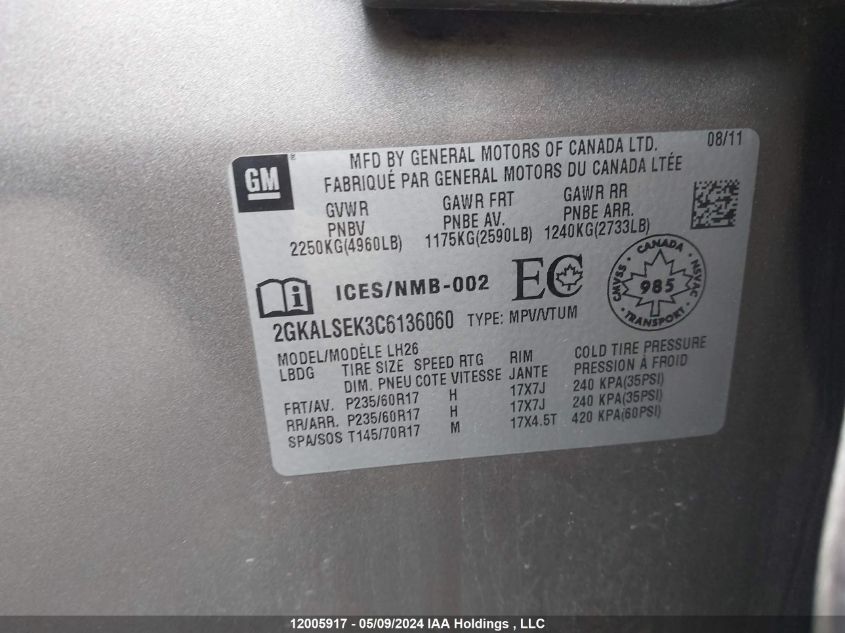 GM
®
MFD BY GENERAL MOTORS OF CANADA LTD.
08/11
FABRIQUÉ PAR GENERAL MOTORS DU CANADA LTÉE
GVWR
GAWR FRT
GAWR RR
PNBV
PNBE AV.
PNBE ARR.
2250KG(4960LB)
1175KG(2590LB)
1240KG(2733LB)
ICES/NMB-002
EC
CANADA
CMVSS
NSVAC
985
TRANSPORT
2GKALSEK3C6136060 TYPE: MPV/VTUM
MODEL/MODÈLE LH26
LBDG TIRE SIZE SPEED RTG RIM COLD TIRE PRESSURE
DIM. PNEU COTE VITESSE JANTE PRESSION À FROID
FRT/AV. P235/60R17 H 17X7J 240 KPA(35PSI)
RR/ARR. P235/60R17 H 17X7J 240 KPA(35PSI)
SPA/SOS T145/70R17 M 17X4.5T 420 KPA(60PSI)
12005917 - 05/09/2024 IAA Holdings , LLC